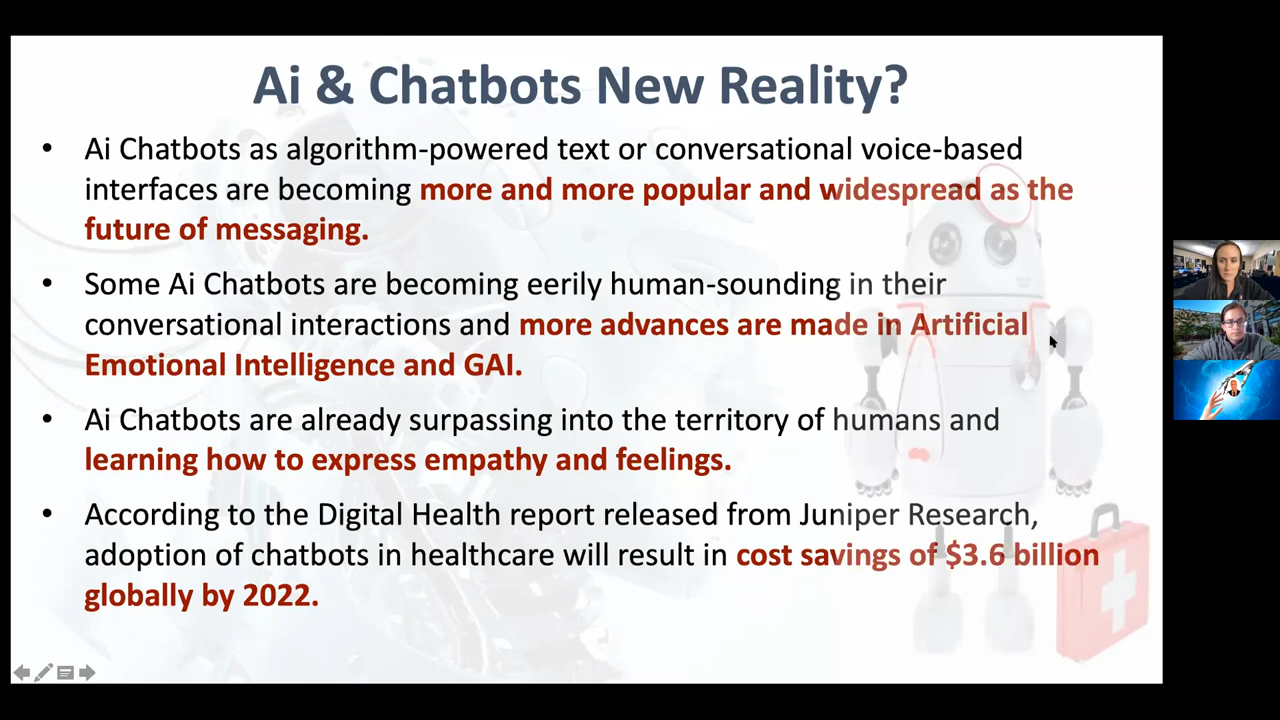 Ai & Chatbots New Reality?
• Ai Chatbots as algorithm-powered text or conversational voice-based
interfaces are becoming more and more popular and widespread as the
future of messaging.
• Some Ai Chatbots are becoming eerily human-sounding in their
conversational interactions and more advances are made in Artificial
Emotional Intelligence and GAI.
• Ai Chatbots are already surpassing into the territory of humans and
learning how to express empathy and feelings.
• According to the Digital Health report released from Juniper Research,
adoption of chatbots in healthcare will result in cost savings of $3.6 billion
globally by 2022.